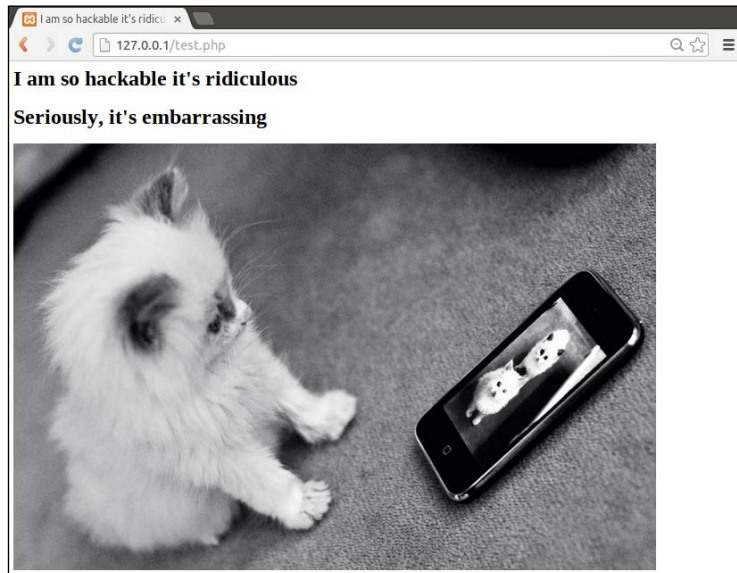 I am so hackable it's ridicu
127.0.0.1/test.php
I am so hackable it's ridiculous
Seriously, it's embarrassing